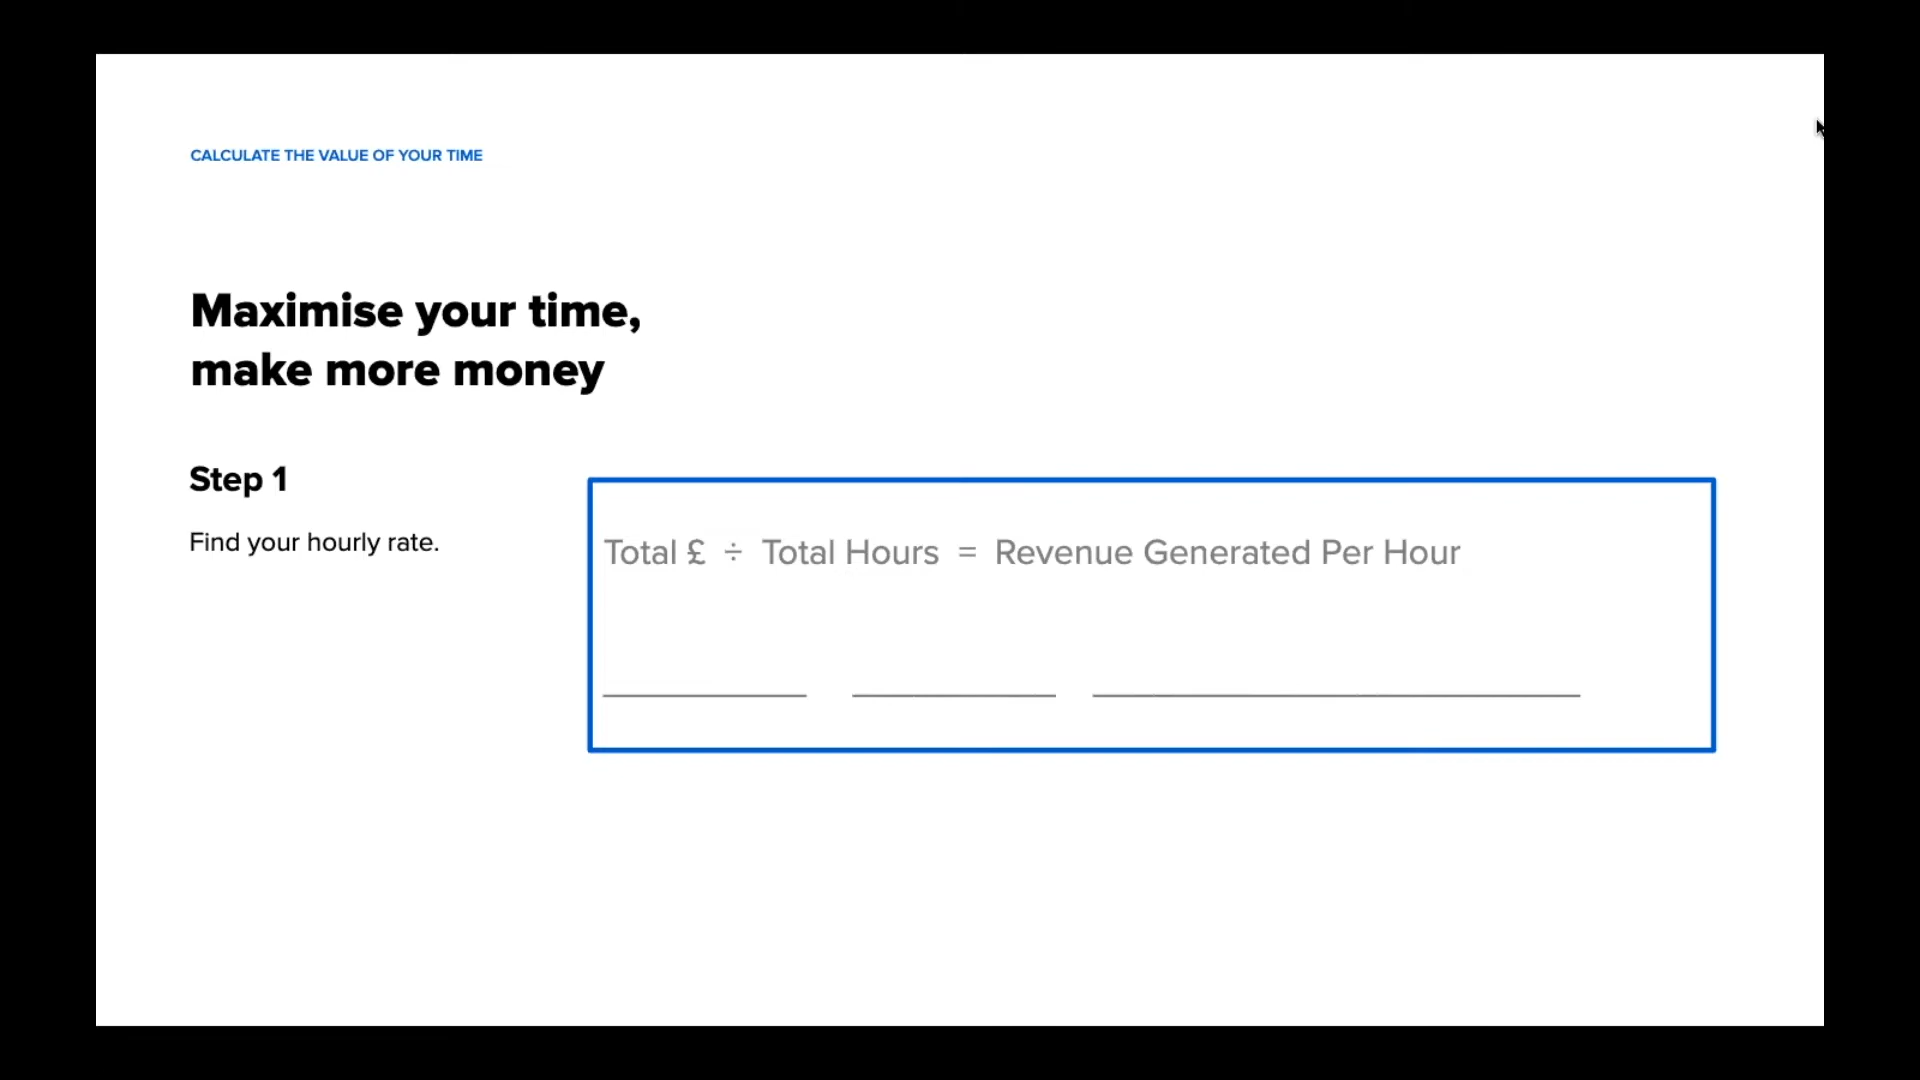 CALCULATE THE VALUE OF YOUR TIME
Maximise your time,
make more money
Step 1
Find your hourly rate.
Total £ ÷ Total Hours = Revenue Generated Per Hour